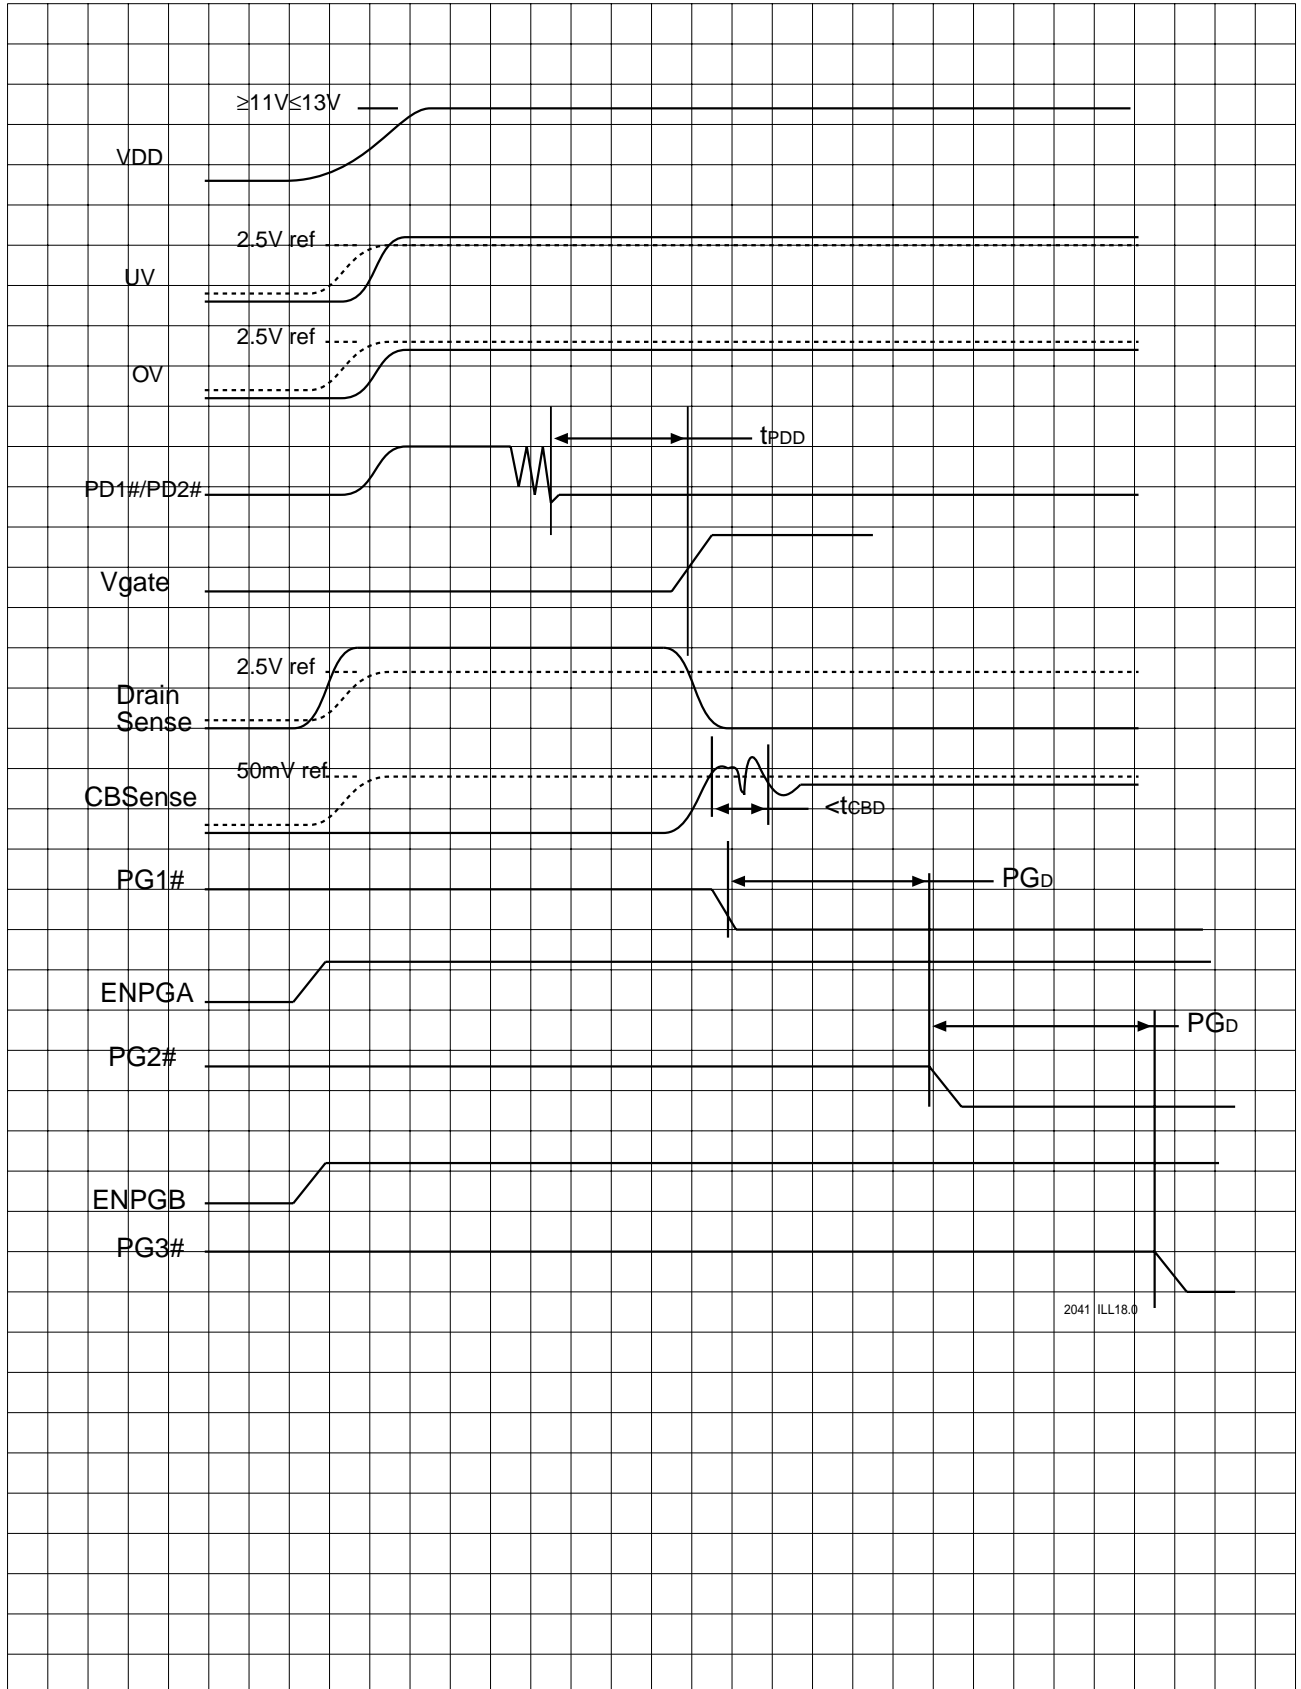 ≥11V≤13V
VDD
2.5V ref
UV
2.5V ref
OV
tPDD
PD1#/PD2#
Vgate
2.5V ref
Drain
Sense
50mV ref
CBSense
<tCBD
PG1#
PGD
ENPGA
PGD
PG2#
ENPGB
PG3#
2041 ILL18.0